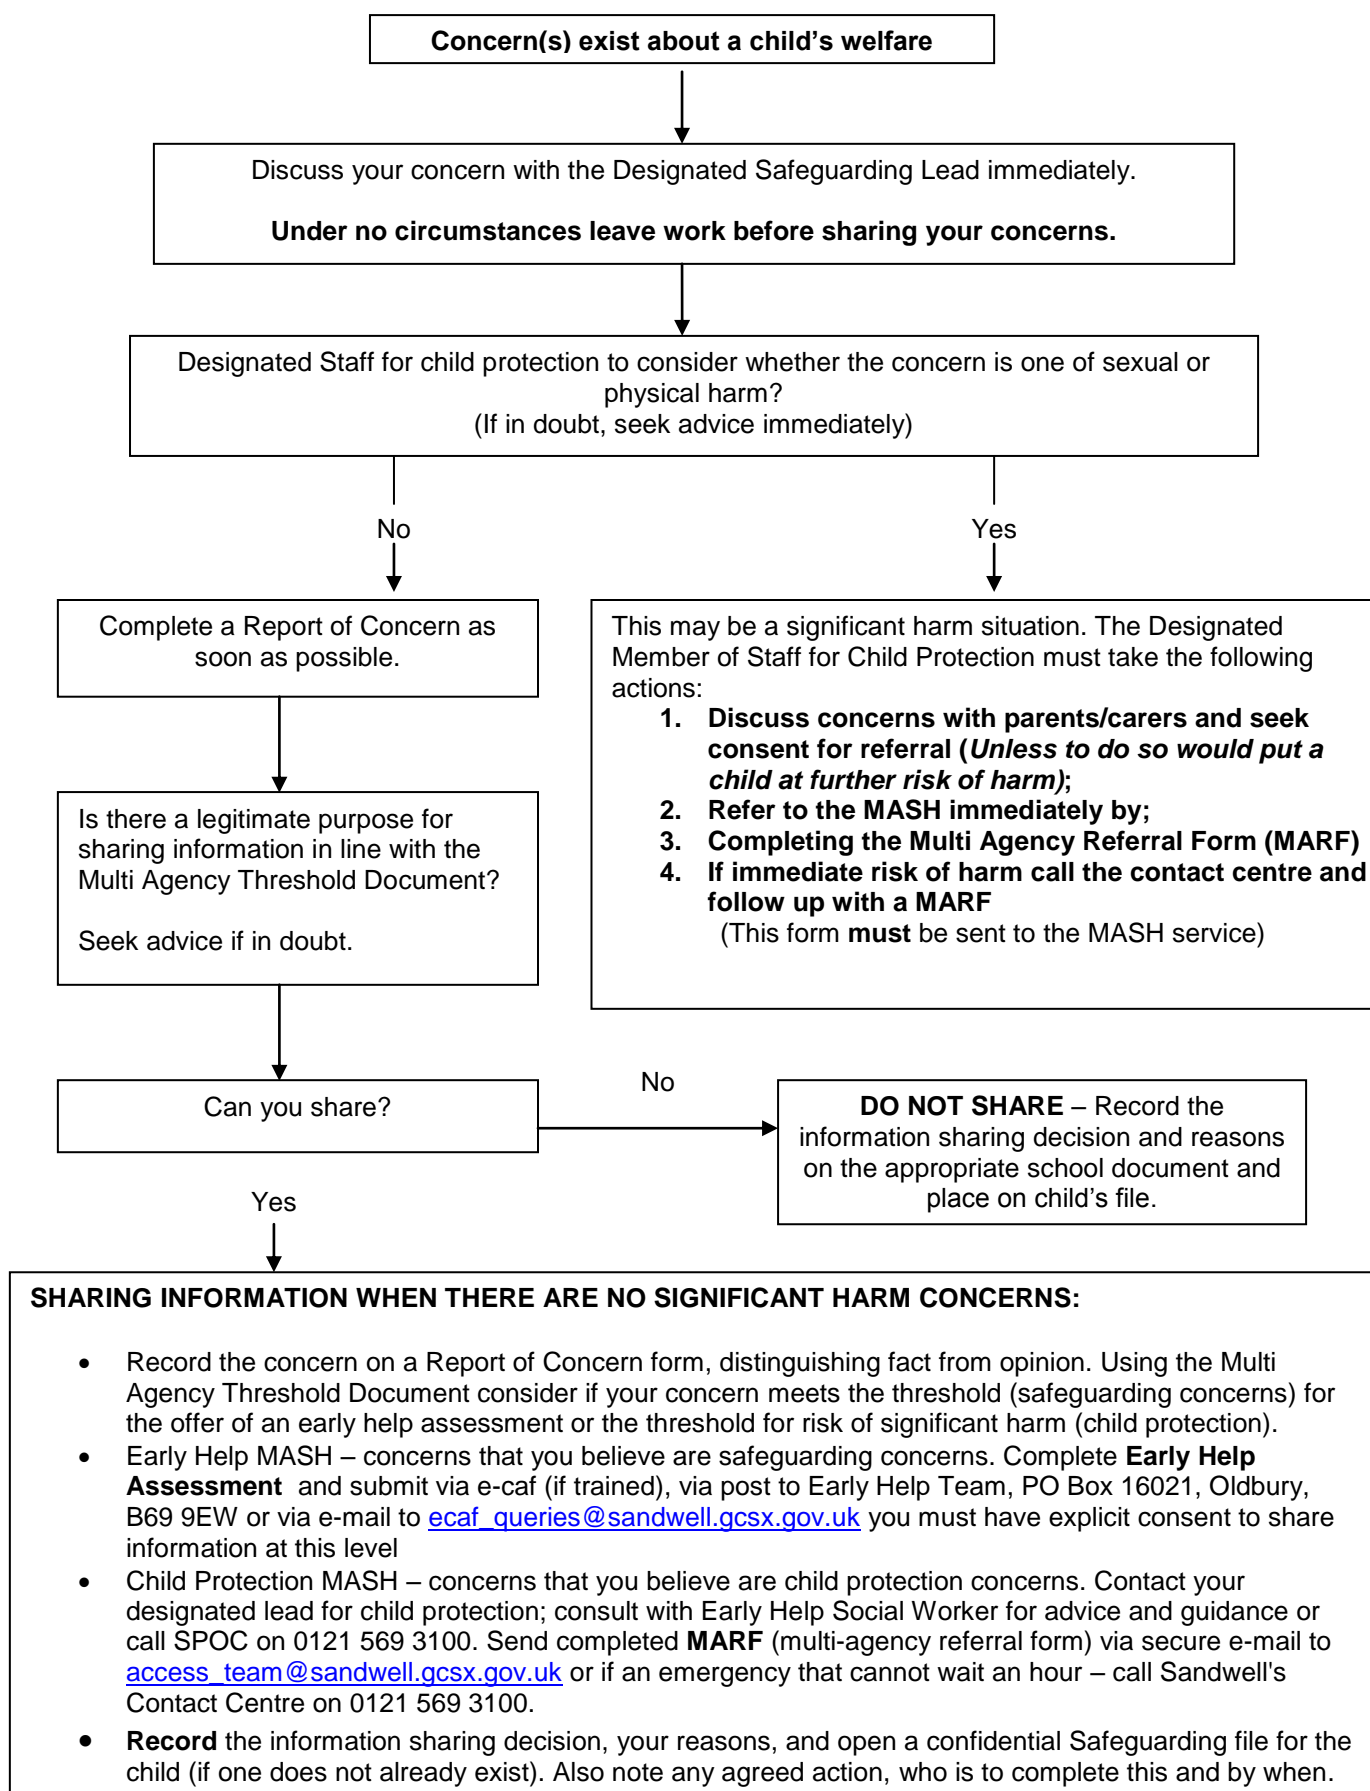 Concern(s) exist about a child's welfare
Discuss your concern with the Designated Safeguarding Lead immediately.
Under no circumstances leave work before sharing your concerns.
Designated Staff for child protection to consider whether the concern is one of sexual or
physical harm?
(If in doubt, seek advice immediately)
No
Yes
Complete a Report of Concern as
soon as possible.
This may be a significant harm situation. The Designated
Member of Staff for Child Protection must take the following
actions:
1. Discuss concerns with parents/carers and seek
consent for referral (Unless to do so would put a
child at further risk of harm);
2. Refer to the MASH immediately by;
3. Completing the Multi Agency Referral Form (MARF)
4. If immediate risk of harm call the contact centre and
follow up with a MARF
(This form must be sent to the MASH service)
Is there a legitimate purpose for
sharing information in line with the
Multi Agency Threshold Document?
Seek advice if in doubt.
Can you share?
No
DO NOT SHARE – Record the
information sharing decision and reasons
on the appropriate school document and
place on child's file.
Yes
SHARING INFORMATION WHEN THERE ARE NO SIGNIFICANT HARM CONCERNS:
• Record the concern on a Report of Concern form, distinguishing fact from opinion. Using the Multi
Agency Threshold Document consider if your concern meets the threshold (safeguarding concerns) for
the offer of an early help assessment or the threshold for risk of significant harm (child protection).
• Early Help MASH – concerns that you believe are safeguarding concerns. Complete Early Help
Assessment and submit via e-caf (if trained), via post to Early Help Team, PO Box 16021, Oldbury,
B69 9EW or via e-mail to ecaf_queries@sandwell.gcsx.gov.uk you must have explicit consent to share
information at this level
• Child Protection MASH – concerns that you believe are child protection concerns. Contact your
designated lead for child protection; consult with Early Help Social Worker for advice and guidance or
call SPOC on 0121 569 3100. Send completed MARF (multi-agency referral form) via secure e-mail to
access_team@sandwell.gcsx.gov.uk or if an emergency that cannot wait an hour – call Sandwell's
Contact Centre on 0121 569 3100.
• Record the information sharing decision, your reasons, and open a confidential Safeguarding file for the
child (if one does not already exist). Also note any agreed action, who is to complete this and by when.